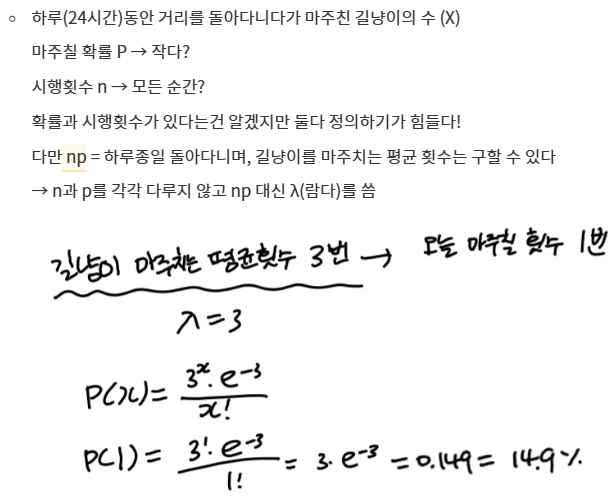 하루(24시간)동안 거리를 돌아다니다가 마주친 길냥이의 수 (X)
마주칠 확률 P → 작다?
시행횟수 n → 모든 순간?
확률과 시행횟수가 있다는건 알겠지만 둘다 정의하기가 힘들다!
다만 np = 하루종일 돌아다니며, 길냥이를 마주치는 평균 횟수는 구할 수 있다
→ n과 p를 각각 다루지 않고 np 대신 λ(람다)를 씀
길냥이 마주치는 평균횟수 3번 → 오늘 마주칠 횟수 1번
λ=3
P(x) = 3^x · e^-3 / x!
P(1) = 3^1 · e^-3 / 1! = 3 · e^-3 = 0.149 = 14.9%